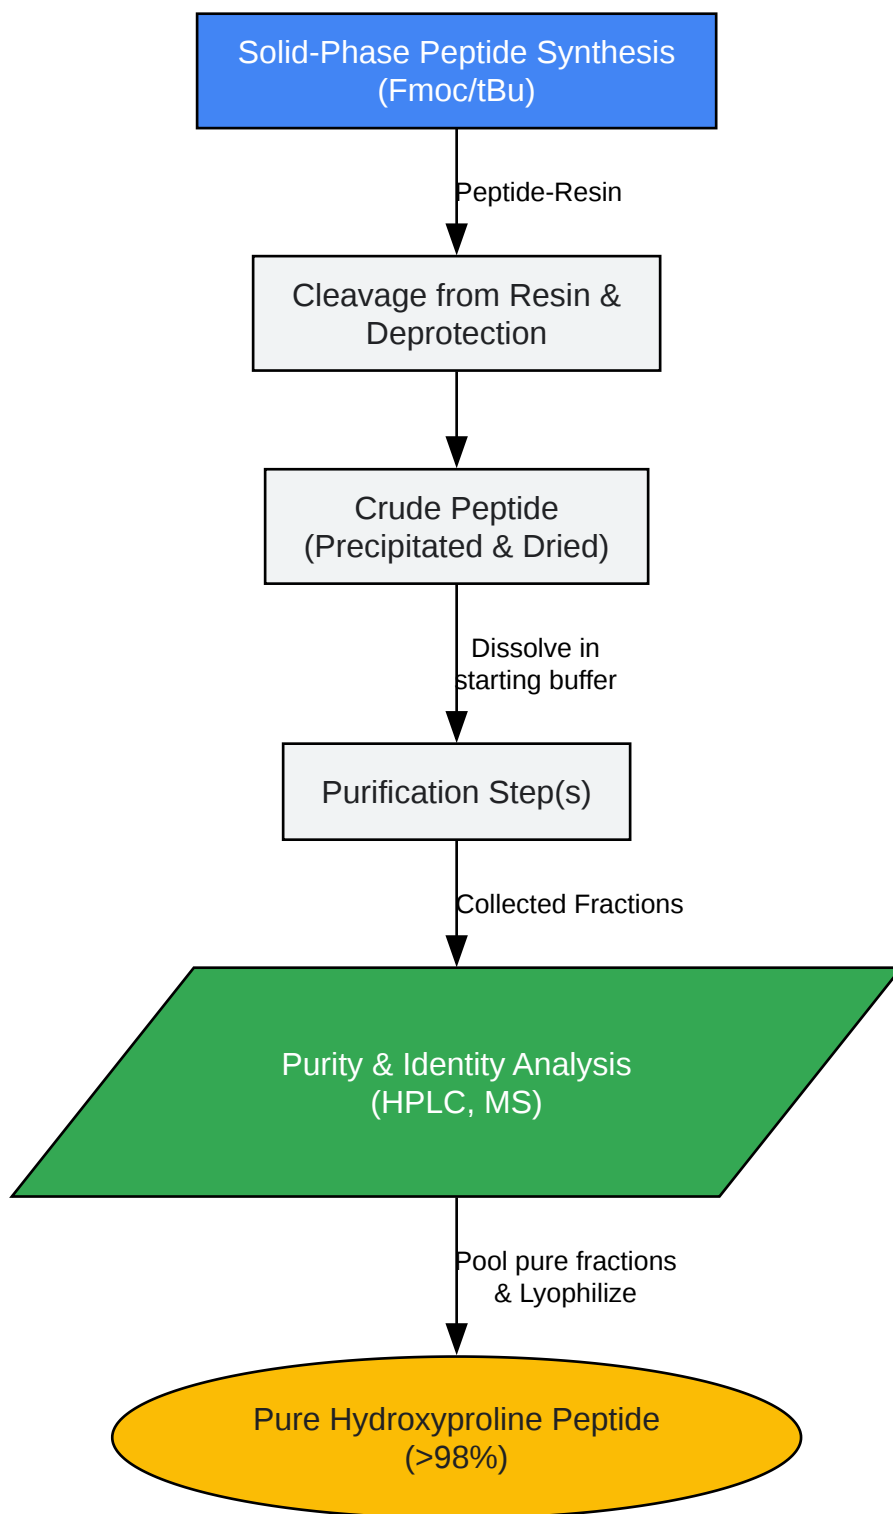 Solid-Phase Peptide Synthesis
(Fmoc/tBu)
Peptide-Resin
Cleavage from Resin &
Deprotection
Crude Peptide
(Precipitated & Dried)
Dissolve in
starting buffer
Purification Step(s)
Collected Fractions
Purity & Identity Analysis
(HPLC, MS)
Pool pure fractions
& Lyophilize
Pure Hydroxyproline Peptide
(>98%)